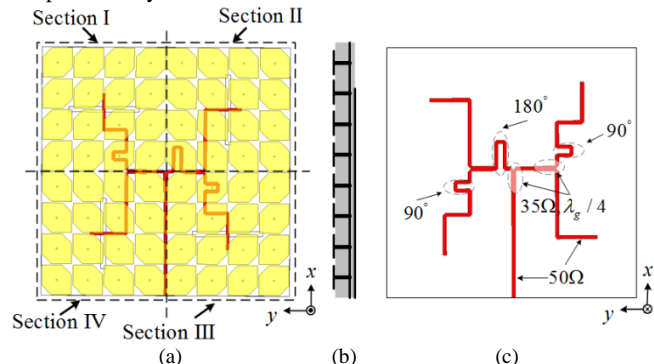 Section I
Section II
180°
90°
90°
35Ω, λg / 4
50Ω
x
y
x
y
Section IV
Section III
(a)
(b)
(c)